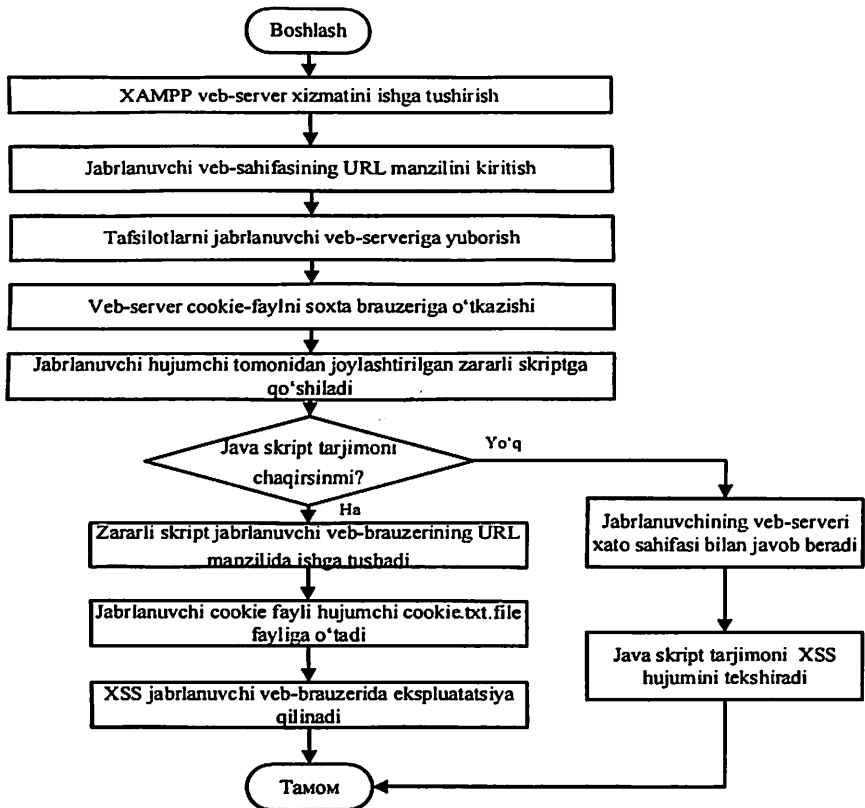 Boshlash
XAMPP veb-server xizmatini ishga tushirish
Jabrlanuvchi veb-sahifasining URL manzilini kiritish
Tafsilotlarni jabrlanuvchi veb-serveriga yuborish
Veb-server cookie-faylni soxta brauzeriga o‘tkazishi
Jabrlanuvchi hujumchi tomonidan joylashtirilgan zararli skriptga
qo‘shiladi
Java skript tarjimoni
chaqirsinmi?
Yo‘q
Ha
Zararli skript jabrlanuvchi veb-brauzerining URL
manzilida ishga tushadi
Jabrlanuvchi cookie fayli hujumchi cookie.txt.file
fayliga o‘tadi
XSS jabrlanuvchi veb-brauzerida ekspluatatsiya
qilinadi
Jabrlanuvchining veb-serveri
xato sahifasi bilan javob beradi
Java skript tarjimoni XSS
hujumini tekshiradi
Тамом